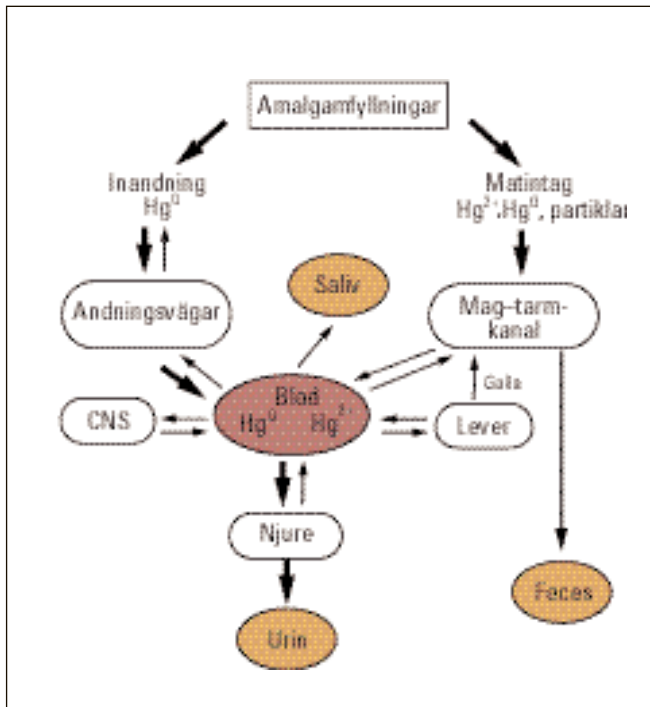 Amalgamfyllningar
Inandning
Hg⁰
Matintag
Hg²⁺, Hg⁰, partiklar
Saliv
Andningsvägar
Mag-tarm-
kanal
Galla
Blod
Hg⁰ Hg²⁺
CNS
Lever
Njure
Feces
Urin